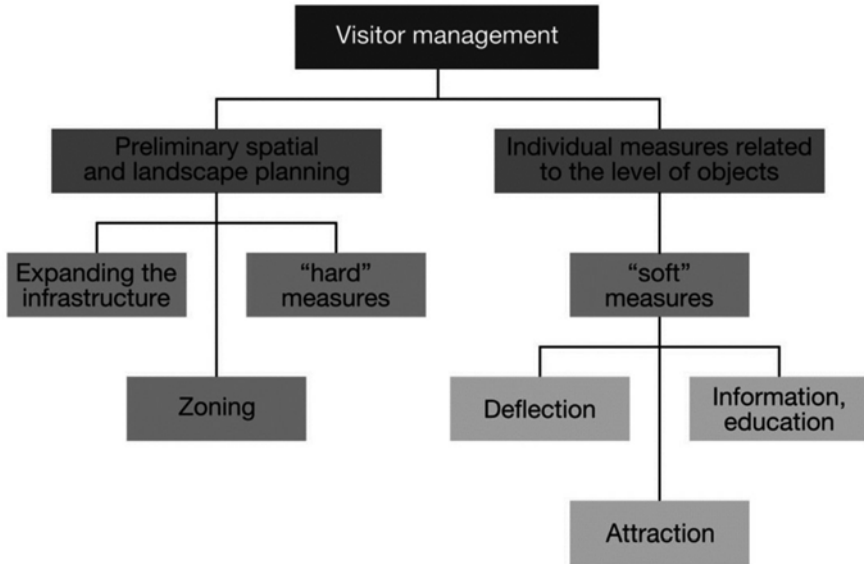 Visitor management
Preliminary spatial
and landscape planning
Individual measures related
to the level of objects
Expanding the
infrastructure
“hard”
measures
“soft”
measures
Zoning
Deflection
Information,
education
Attraction